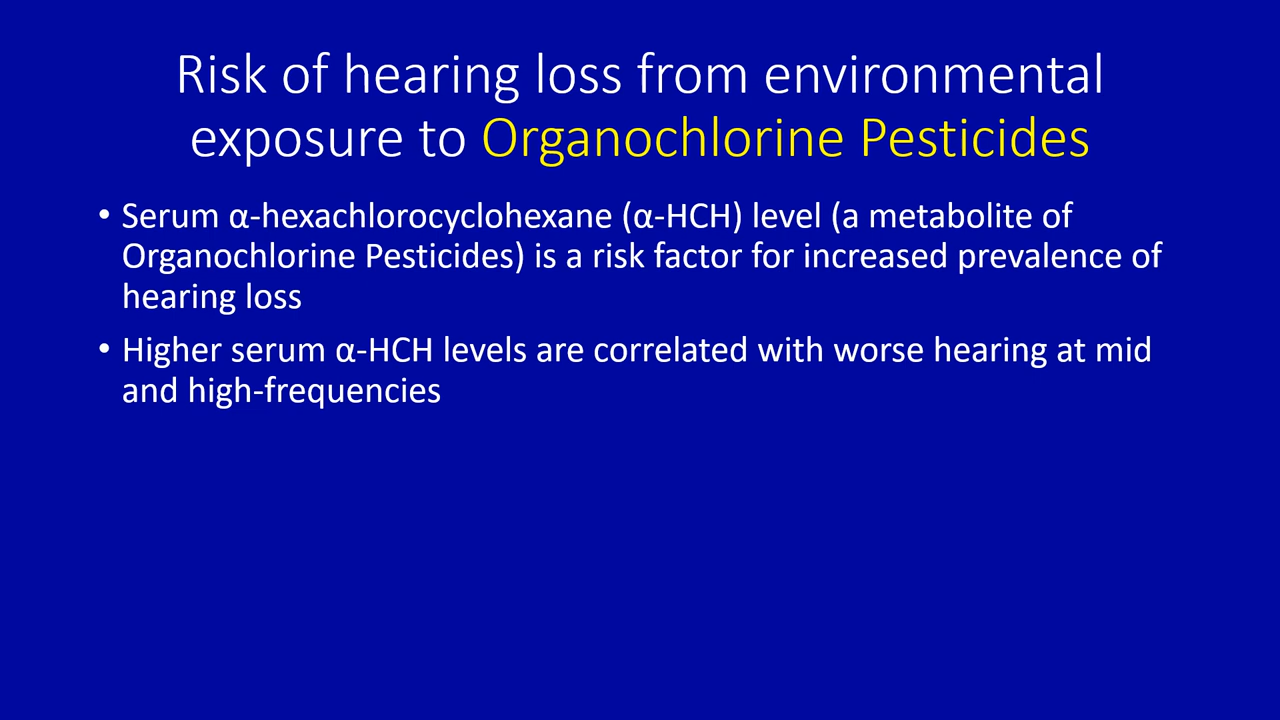 Risk of hearing loss from environmental
exposure to Organochlorine Pesticides
• Serum α-hexachlorocyclohexane (α-HCH) level (a metabolite of
Organochlorine Pesticides) is a risk factor for increased prevalence of
hearing loss
• Higher serum α-HCH levels are correlated with worse hearing at mid
and high-frequencies